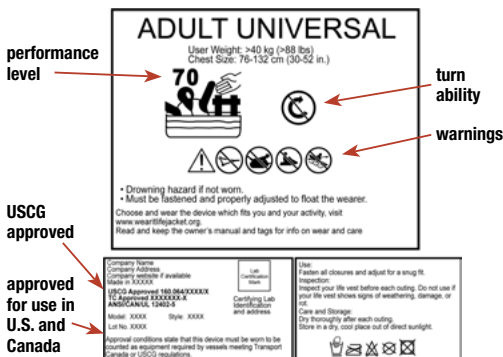 ADULT UNIVERSAL
User Weight: >40 kg (>88 lbs)
Chest Size: 76-132 cm (30-52 in.)
performance
level
70
turn
ability
warnings
• Drowning hazard if not worn.
• Must be fastened and properly adjusted to float the wearer.
Choose and wear the device which fits you and your activity, visit
www.wearitlifejacket.org.
Read and keep the owner's manual and tags for info on wear and care
USCG
approved
approved
for use in
U.S. and
Canada
Company Name
Company Address
Company website if available
Made in XXXXX
USCG Approved 160.064/XXXX/X
TC Approved XXXXXXX-X
ANSI/CAN/UL 12402-5
Model: XXXX Style: XXXX
Lot No. XXXX
Approval conditions state that this device must be worn to be
counted as equipment required by vessels meeting Transport
Canada or USCG regulations.
Lab
Certification
Mark
Certifying Lab
Identification
and address
Use:
Fasten all closures and adjust for a snug fit.
Inspection:
Inspect your life vest before each outing. Do not use if
your life vest shows signs of weathering, damage, or
rot.
Care and Storage:
Dry thoroughly after each outing.
Store in a dry, cool place out of direct sunlight.